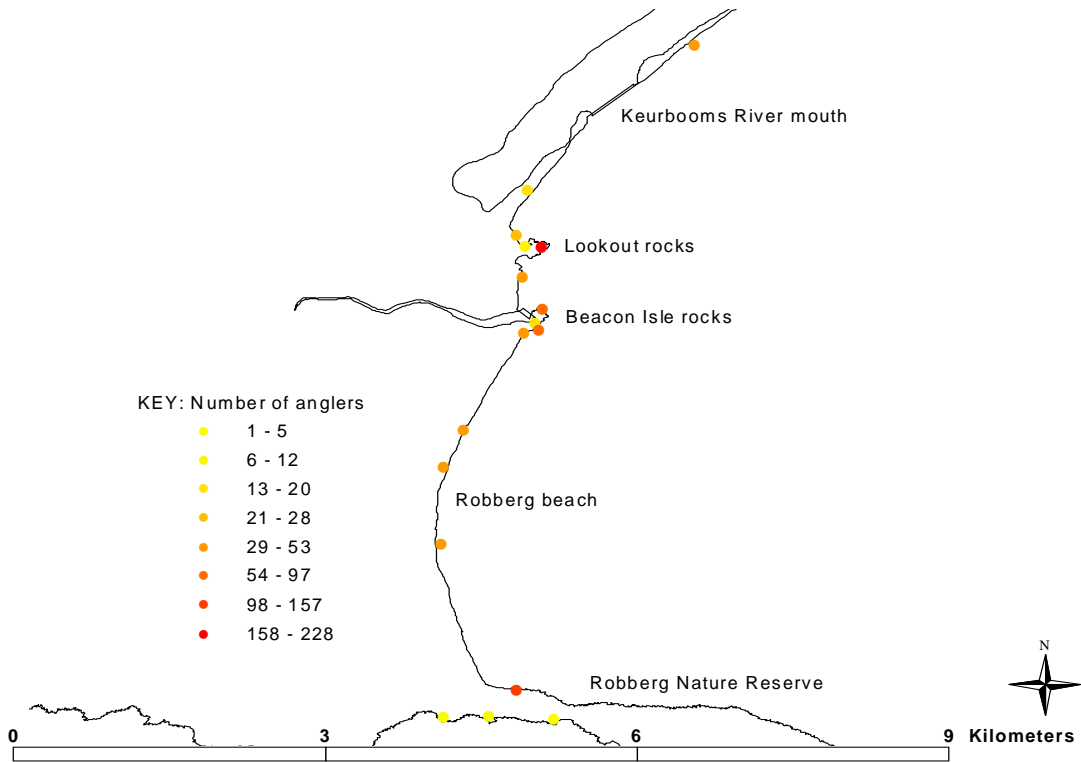 Keurbooms River mouth
Lookout rocks
Beacon Isle rocks
KEY: Number of anglers
1 - 5
6 - 12
13 - 20
21 - 28
29 - 53
54 - 97
98 - 157
158 - 228
Robberg beach
Robberg Nature Reserve
N
0 3 6 9 Kilometers